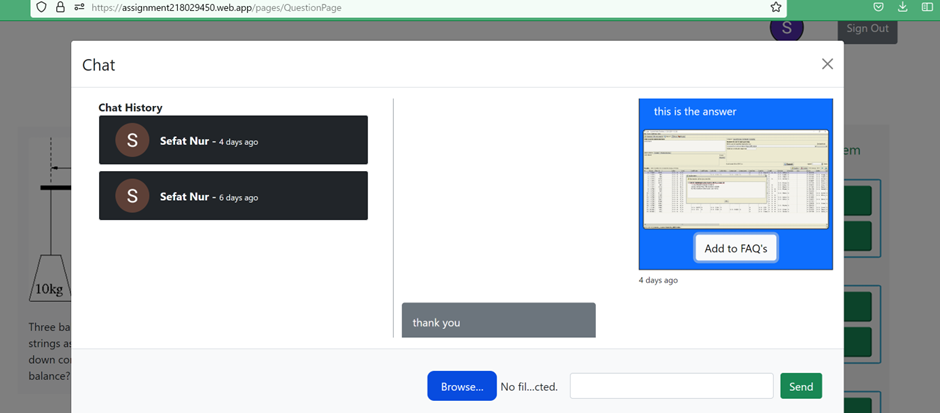 https://assignment218029450.web.app/pages/QuestionPage
S
Sign Out
Chat
Chat History
S
Sefat Nur - 4 days ago
S
Sefat Nur - 6 days ago
this is the answer
Add to FAQ's
4 days ago
thank you
10kg
Three ba
strings as
down co
balance?
em
Browse...
No fil...cted.
Send